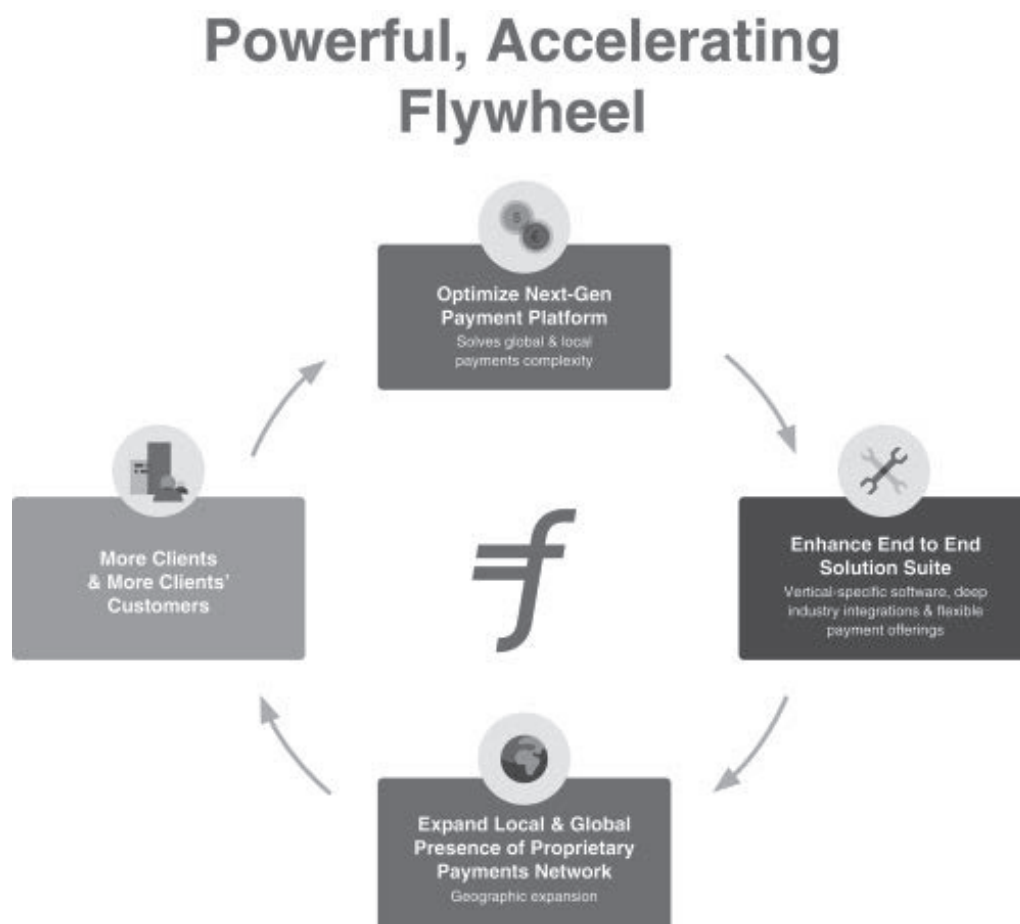 Powerful, Accelerating
Flywheel
Optimize Next-Gen
Payment Platform
Solves global & local
payments complexity
Enhance End to End
Solution Suite
Vertical-specific software, deep
industry integrations & flexible
payment offerings
Expand Local & Global
Presence of Proprietary
Payments Network
Geographic expansion
More Clients
& More Clients'
Customers